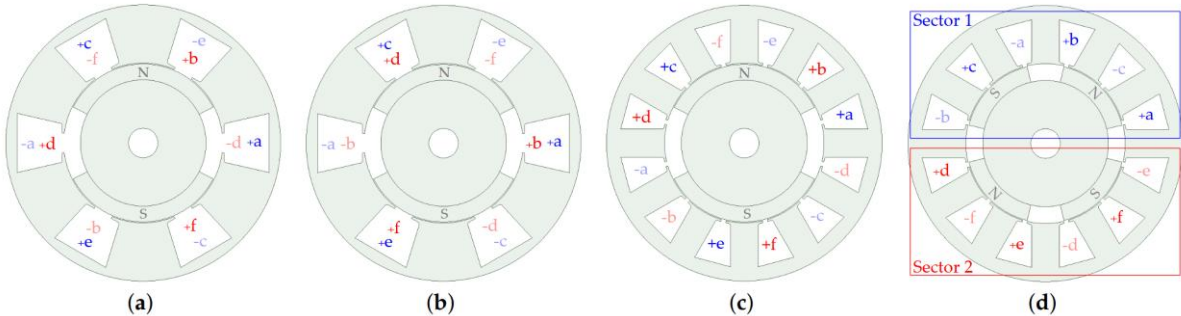 +c
-f
-e
+b
N
-a +d
-d +a
S
-b
+e
+f
-c
(a)
+c
+d
-e
-f
N
-a -b
+b +a
S
+f
+e
-d
-c
(b)
-f
-e
+c
+b
N
+d
+a
-a
-d
S
-b
-c
+e
+f
(c)
Sector 1
-a
+b
+c
-c
S
N
-b
+a
+d
-e
N
S
-f
+f
+e
-d
Sector 2
(d)